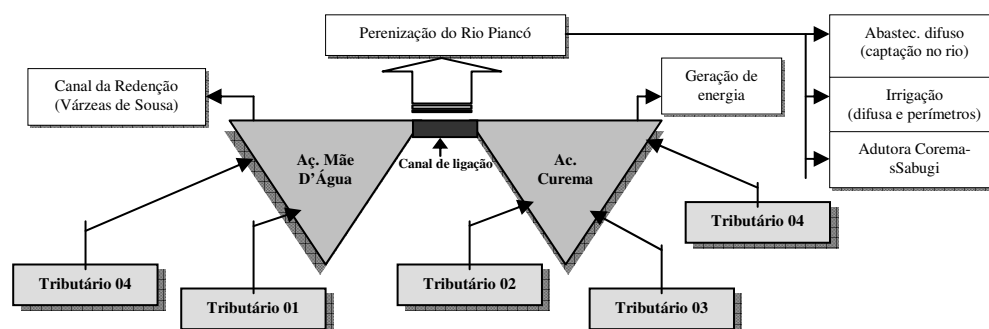 Perenização do Rio Piancó
Abastec. difuso
(captação no rio)
Canal da Redenção
(Várzeas de Sousa)
Geração de
energia
Irrigação
(difusa e perímetros)
Aç. Mãe
D'Água
Canal de ligação
Ac.
Curema
Adutora Corema-
sSabugi
Tributário 04
Tributário 04
Tributário 01
Tributário 02
Tributário 03